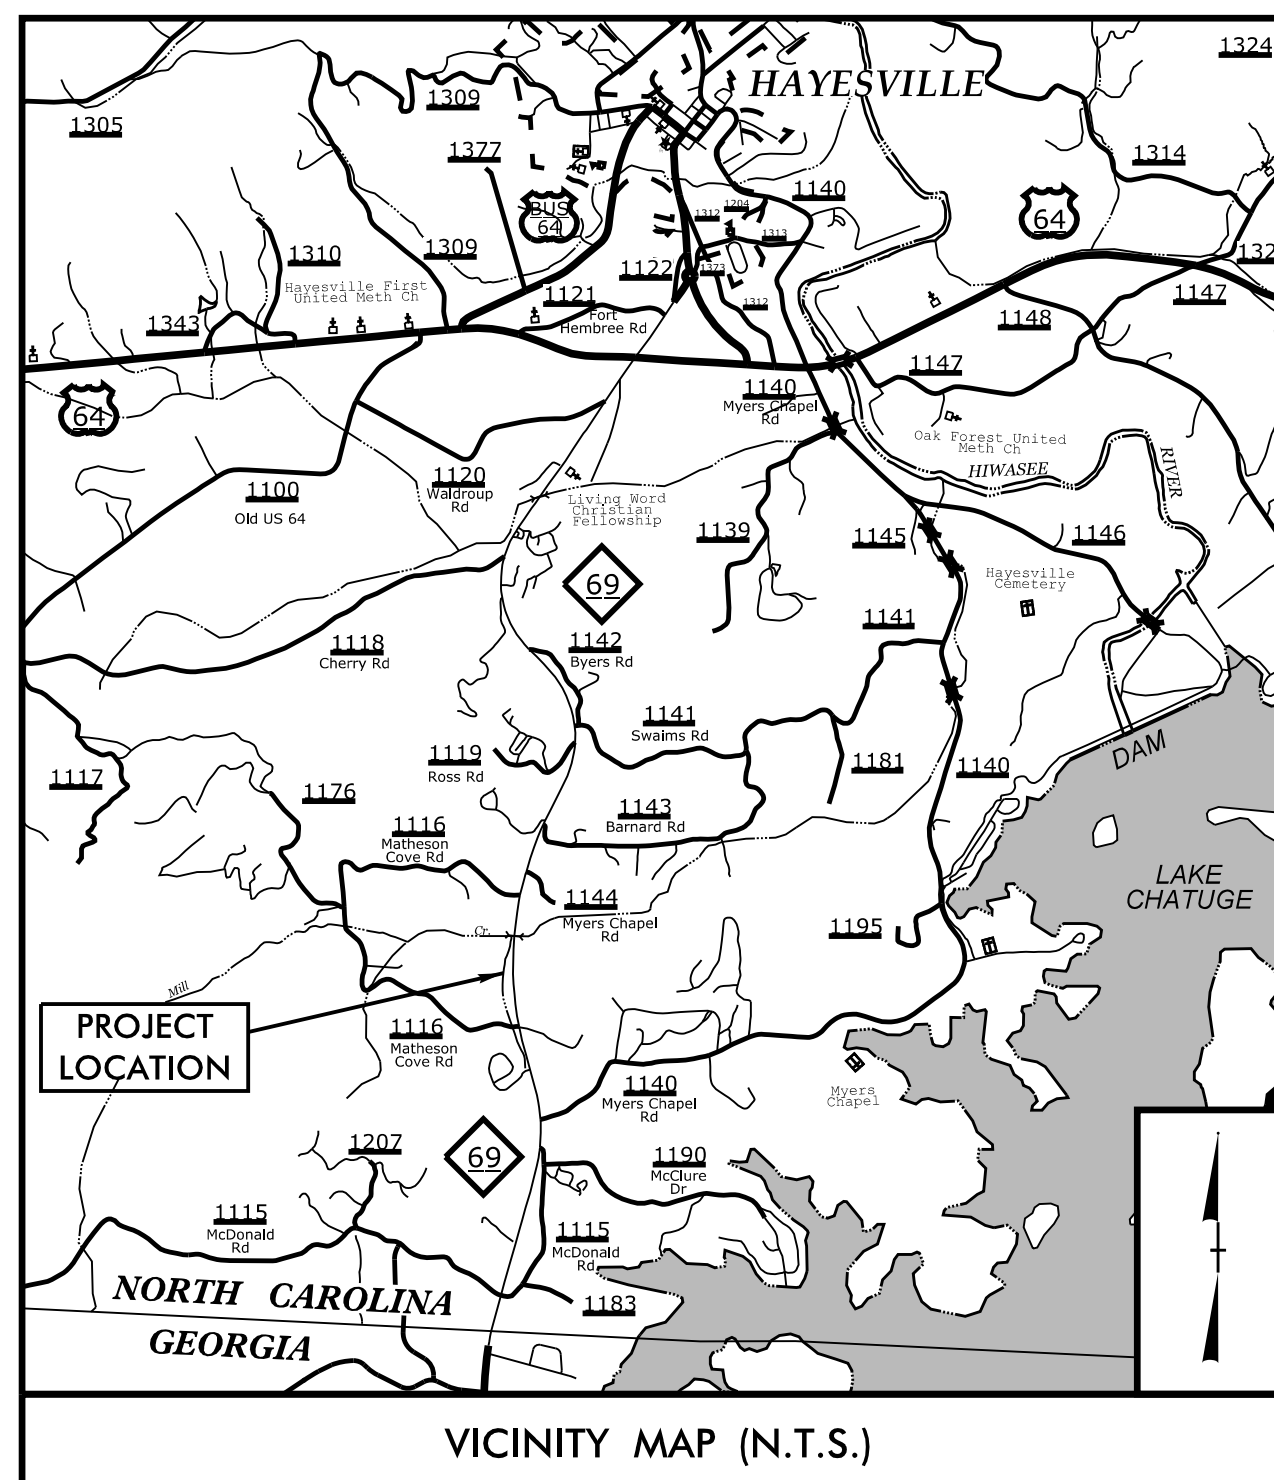 HAYESVILLE
1324
1309
1305
1377
1314
1140
BUS
64
1312
1204
64
1313
1310
1309
132
1122
1373
Hayesville First
United Meth Ch
1121
1147
Fort
Hembree Rd
1312
1343
1148
1147
64
1140
Myers Chapel
Rd
Oak Forest United
Meth Ch
HIWASEE
RIVER
1120
Waldroup
Rd
1100
Old US 64
Living Word
Christian
Fellowship
1139
1145
1146
Hayesville
Cemetery
69
1141
1118
Cherry Rd
1142
Byers Rd
1141
Swaims Rd
DAM
1119
Ross Rd
1117
1181
1140
1176
1143
Barnard Rd
1116
Matheson
Cove Rd
LAKE
CHATUGE
1144
Myers Chapel
Rd
1195
Cr.
Mill
PROJECT
LOCATION
1116
Matheson
Cove Rd
1140
Myers Chapel
Rd
Myers
Chapel
1207
69
1190
McClure
Dr
1115
McDonald
Rd
1115
McDonald
Rd
NORTH CAROLINA
1183
GEORGIA
VICINITY MAP (N.T.S.)